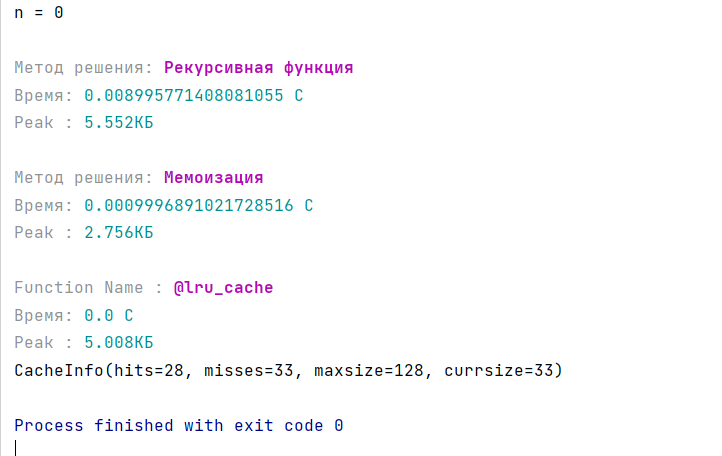 n = 0
Метод решения: Рекурсивная функция
Время: 0.008995771408081055 С
Peak : 5.552КБ
Метод решения: Мемоизация
Время: 0.0009996891021728516 С
Peak : 2.756КБ
Function Name : @lru_cache
Время: 0.0 С
Peak : 5.008КБ
CacheInfo(hits=28, misses=33, maxsize=128, currsize=33)
Process finished with exit code 0